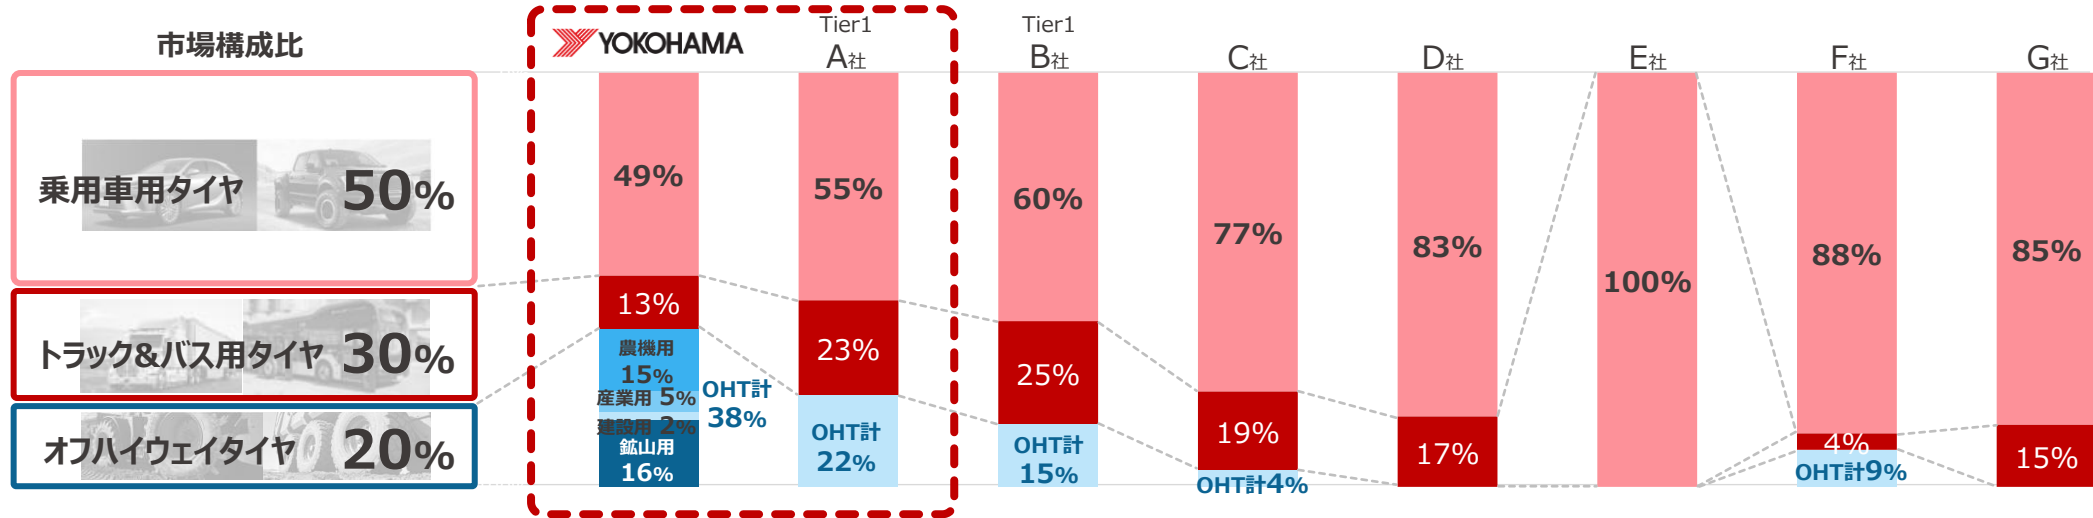 市場構成比
乗用車用タイヤ 50%
トラック&バス用タイヤ 30%
オフハイウェイタイヤ 20%
YOKOHAMA
49%
13%
農機用
15%
産業用 5%
建設用 2%
鉱山用
16%
OHT計
38%
Tier1
A社
55%
23%
OHT計
22%
Tier1
B社
60%
25%
OHT計
15%
C社
77%
19%
OHT計4%
D社
83%
17%
E社
100%
F社
88%
4%
OHT計9%
G社
85%
15%